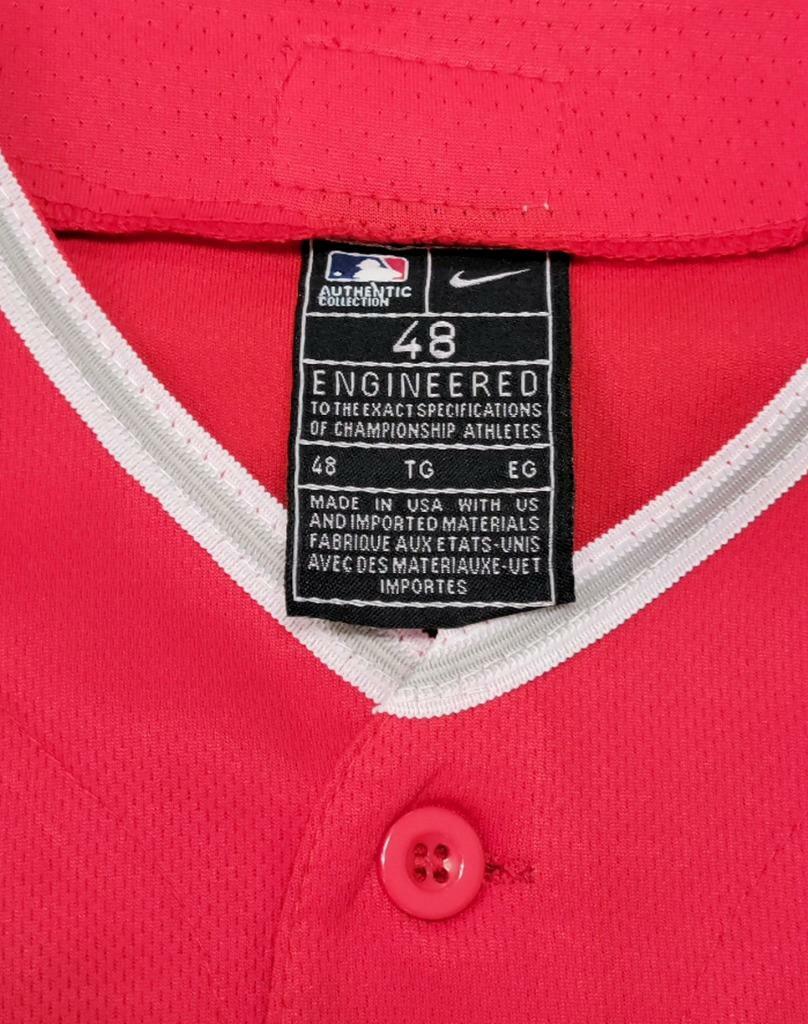 AUTHENTIC
COLLECTION
48
ENGINEERED
TO THE EXACT SPECIFICATIONS
OF CHAMPIONSHIP ATHLETES
48 TG EG
MADE IN USA WITH US
AND IMPORTED MATERIALS
FABRIQUE AUX ETATS-UNIS
AVEC DES MATERIAUXE-UET
IMPORTES